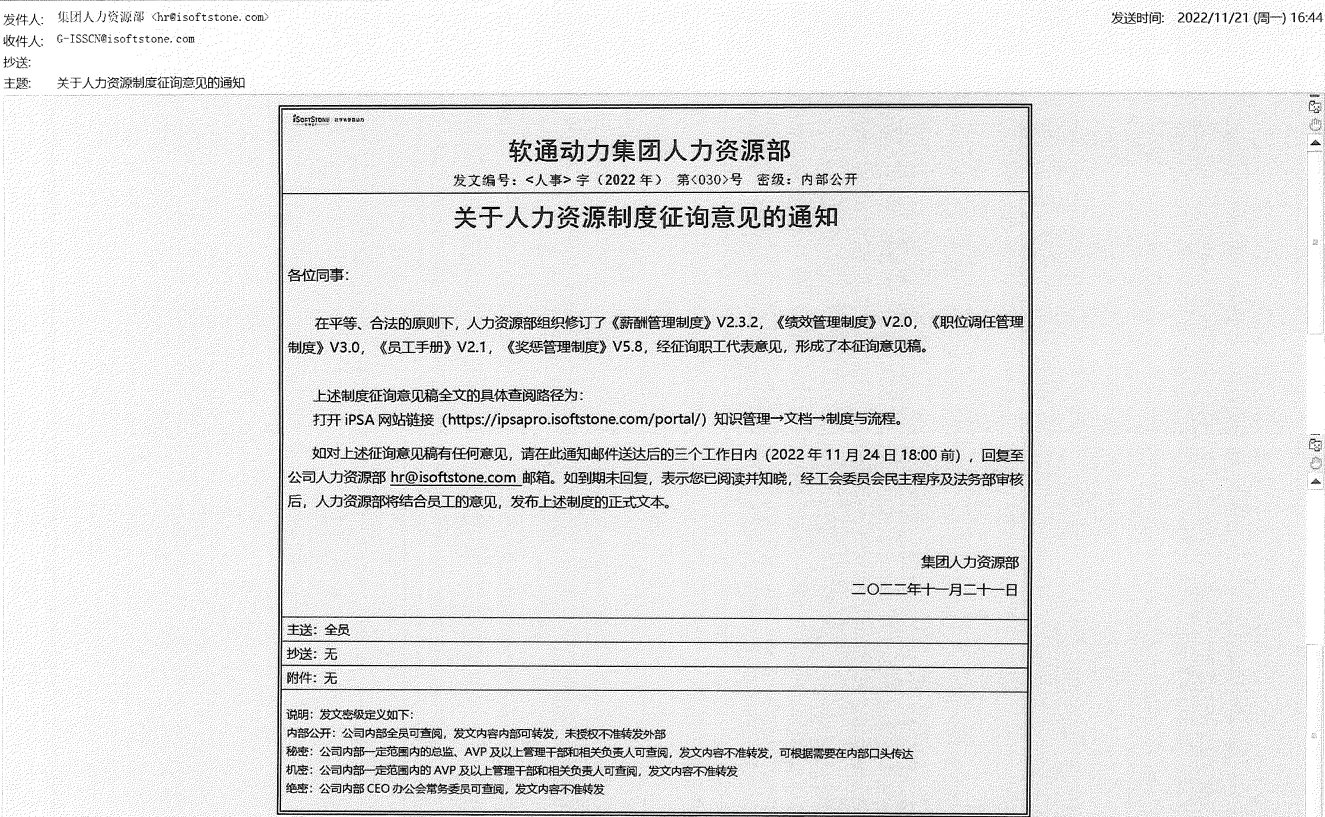 发件人: 集团人力资源部 <hr@isoftstone.com>
发送时间: 2022/11/21 (周一) 16:44
收件人: G-ISSCN@isoftstone.com
抄送:
主题: 关于人力资源制度征询意见的通知
iSoftStone
软通动力集团人力资源部
发文编号：<人事> 字（2022 年） 第<030>号 密级：内部公开
关于人力资源制度征询意见的通知
各位同事：
在平等、合法的原则下，人力资源部组织修订了《薪酬管理制度》V2.3.2，《绩效管理制度》V2.0，《职位调任管理
制度》V3.0，《员工手册》V2.1，《奖惩管理制度》V5.8，经征询职工代表意见，形成了本征询意见稿。
上述制度征询意见稿全文的具体查阅路径为：
打开 iPSA 网站链接（https://ipsapro.isoftstone.com/portal/）知识管理→文档→制度与流程。
如对上述征询意见稿有任何意见，请在此通知邮件送达后的三个工作日内（2022 年 11 月 24 日 18:00 前），回复至
公司人力资源部 hr@isoftstone.com 邮箱。如到期未回复，表示您已阅读并知晓，经工会委员会民主程序及法务部审核
后，人力资源部将结合员工的意见，发布上述制度的正式文本。
集团人力资源部
二〇二二年十一月二十一日
主送：全员
抄送：无
附件：无
说明：发文密级定义如下：
内部公开：公司内部全员可查阅，发文内容内部可转发，未授权不准转发外部
秘密：公司内部一定范围内的总监、AVP 及以上管理干部和相关负责人可查阅，发文内容不准转发，可根据需要在内部口头传达
机密：公司内部一定范围内的 AVP 及以上管理干部和相关负责人可查阅，发文内容不准转发
绝密：公司内部 CEO 办公会常务委员可查阅，发文内容不准转发